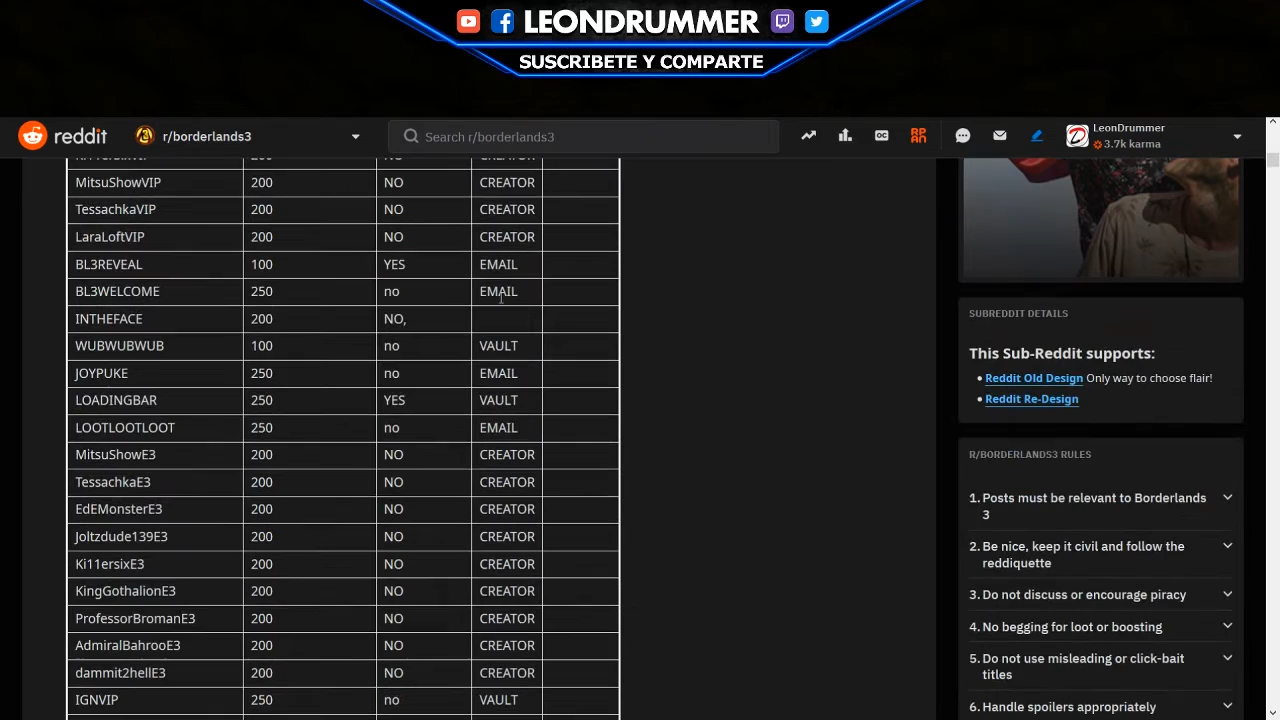 LEONDRUMMER
SUSCRIBETE Y COMPARTE
reddit r/borderlands3 Search r/borderlands3 LeonDrummer
3.7k karma
MitsuShowVIP 200 NO CREATOR
TessachkaVIP 200 NO CREATOR
LaraLoftVIP 200 NO CREATOR
BL3REVEAL 100 YES EMAIL
BL3WELCOME 250 no EMAIL
INTHEFACE 200 NO,
WUBWUBWUB 100 no VAULT
JOYPUKE 250 no EMAIL
LOADINGBAR 250 YES VAULT
LOOTLOOTLOOT 250 no EMAIL
MitsuShowE3 200 NO CREATOR
TessachkaE3 200 NO CREATOR
EdEMonsterE3 200 NO CREATOR
Joltzdude139E3 200 NO CREATOR
Ki11ersixE3 200 NO CREATOR
KingGothalionE3 200 NO CREATOR
ProfessorBromanE3 200 NO CREATOR
AdmiralBahrooE3 200 NO CREATOR
dammit2hellE3 200 NO CREATOR
IGNVIP 250 no VAULT
SUBREDDIT DETAILS
This Sub-Reddit supports:
• Reddit Old Design Only way to choose flair!
• Reddit Re-Design
R/BORDERLANDS3 RULES
1. Posts must be relevant to Borderlands
3
2. Be nice, keep it civil and follow the
reddiquette
3. Do not discuss or encourage piracy
4. No begging for loot or boosting
5. Do not use misleading or click-bait
titles
6. Handle spoilers appropriately